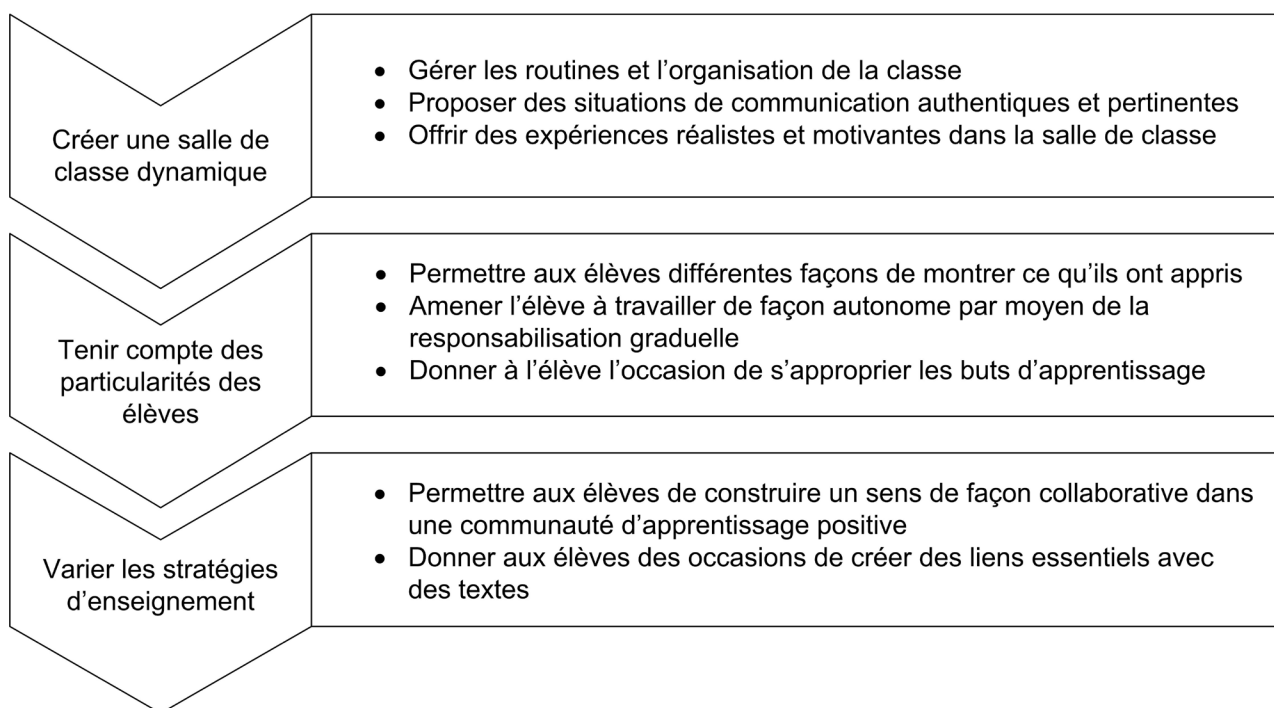 Créer une salle de
classe dynamique
• Gérer les routines et l’organisation de la classe
• Proposer des situations de communication authentiques et pertinentes
• Offrir des expériences réalistes et motivantes dans la salle de classe
Tenir compte des
particularités des
élèves
• Permettre aux élèves différentes façons de montrer ce qu’ils ont appris
• Amener l’élève à travailler de façon autonome par moyen de la
responsabilisation graduelle
• Donner à l’élève l’occasion de s’approprier les buts d’apprentissage
Varier les stratégies
d’enseignement
• Permettre aux élèves de construire un sens de façon collaborative dans
une communauté d’apprentissage positive
• Donner aux élèves des occasions de créer des liens essentiels avec
des textes